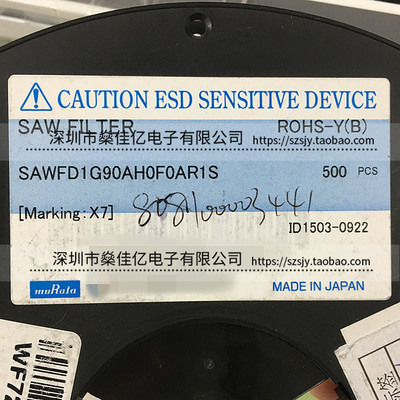 CAUTION ESD SENSITIVE DEVICE
SAW FILTER ROHS-Y(B)
深圳市燊佳亿电子有限公司 https://szsjy.taobao.com
SAWFD1G90AH0F0AR1S 500 PCS
[Marking:X7] 808100003441
ID1503-0922
深圳市燊佳亿电子有限公司 https://szsjy.taobao.com
muRata MADE IN JAPAN
WF72